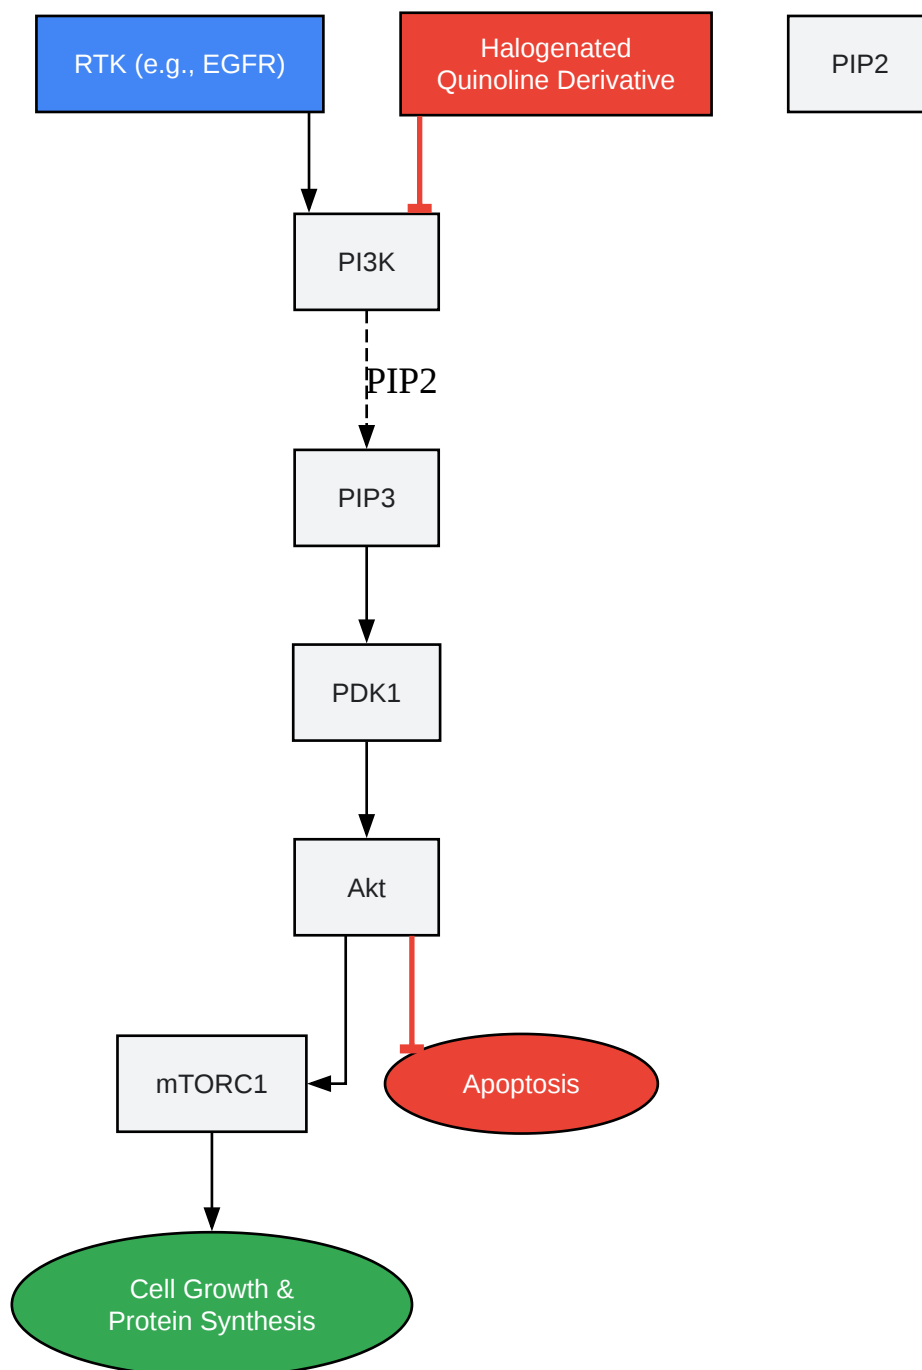 RTK (e.g., EGFR)
Halogenated
Quinoline Derivative
PIP2
PI3K
PIP2
PIP3
PDK1
Akt
mTORC1
Apoptosis
Cell Growth &
Protein Synthesis